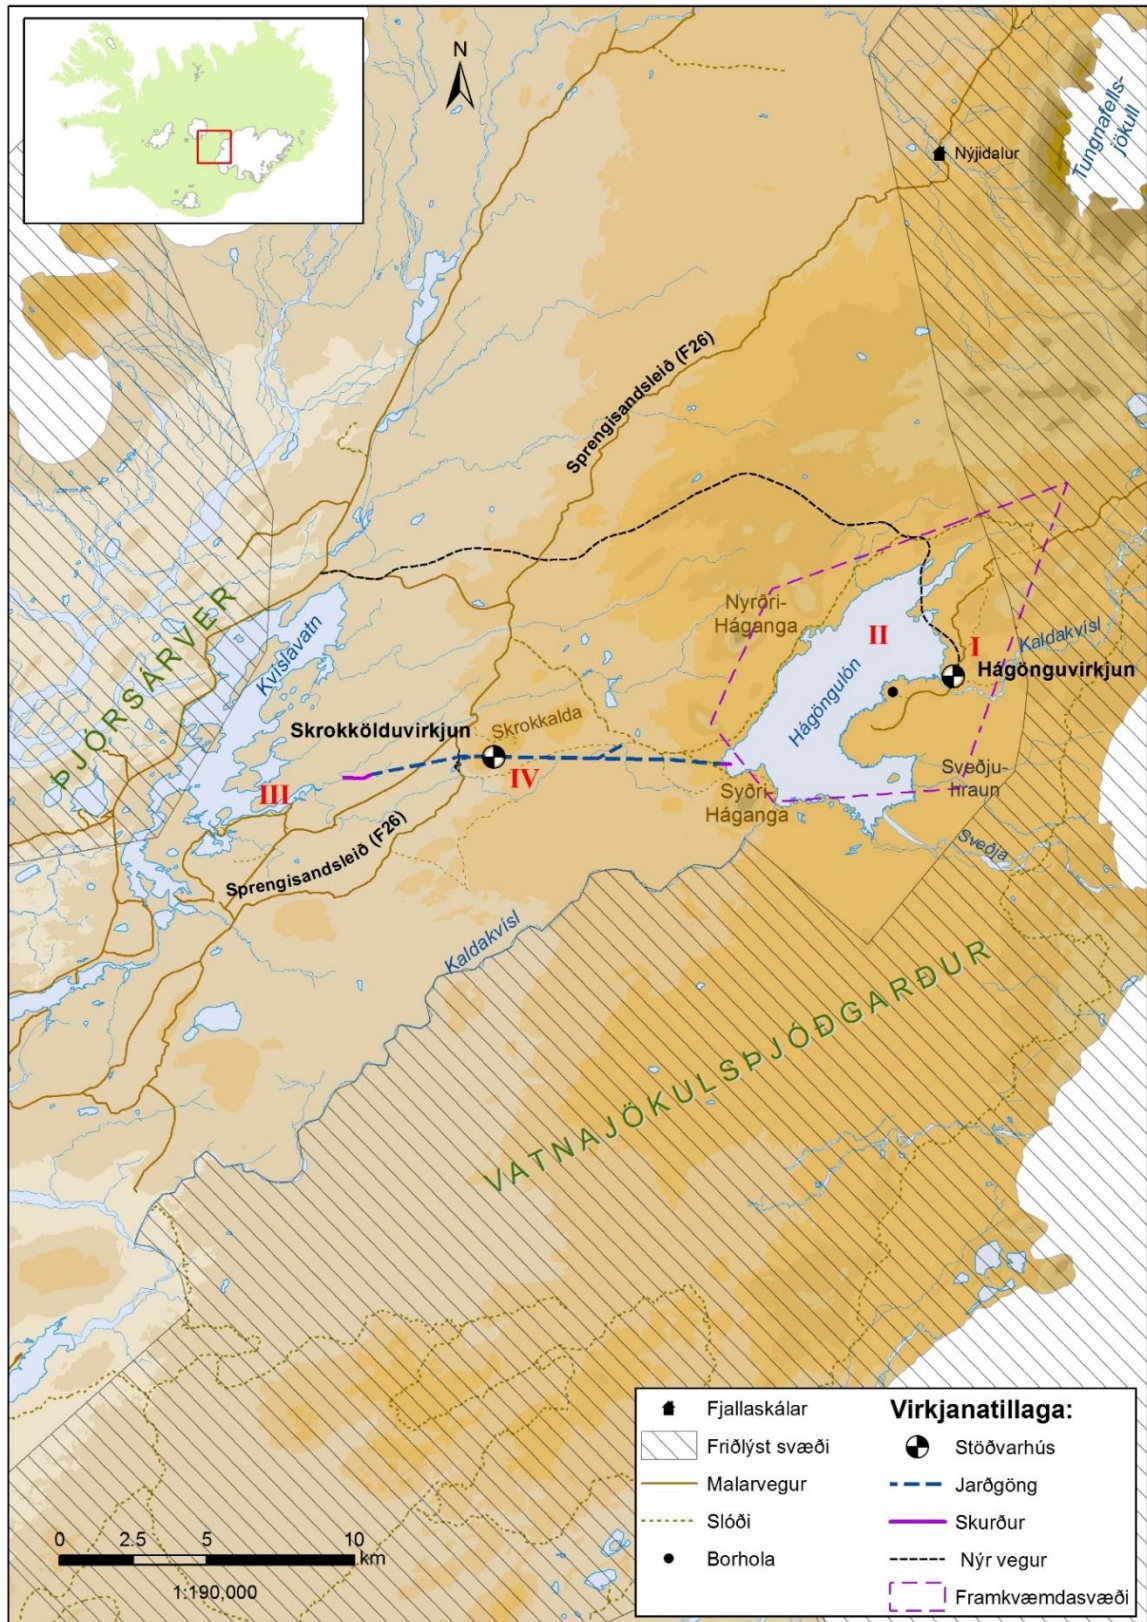 N
Tungnafells-
jökull
Nýjidalur
Sprengisandsleið (F26)
ÞJÓRSÁRVER
Kvíslavatn
Nyrðri-
Háganga
II
I
Kaldakvísl
Hágönguvirkjun
Hágöngulón
Skrokkölduvirkjun
Skrokkalda
III
IV
Syðri-
Háganga
Sveðju-
hraun
Sveðja
Sprengisandsleið (F26)
Kaldakvísl
VATNAJÖKULSÞJÓÐGARÐUR
Fjallaskálar
Friðlýst svæði
Malarvegur
Slóði
Borhola
Virkjanatillaga:
Stöðvarhús
Jarðgöng
Skurður
Nýr vegur
Framkvæmdasvæði
0 2.5 5 10
km
1:190,000